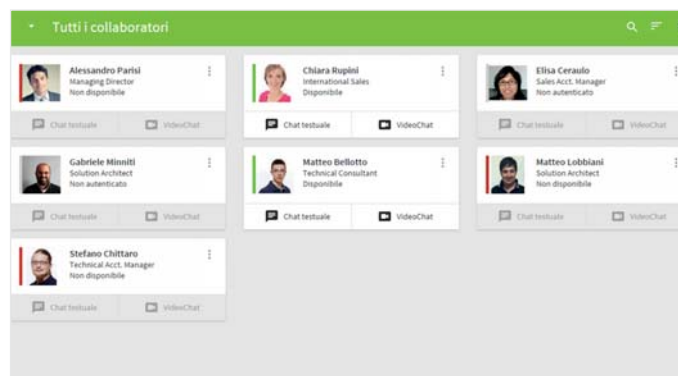 Tutti i collaboratori
Alessandro Parisi
Managing Director
Non disponibile
Chat testuale
VideoChat
Chiara Rupini
International Sales
Disponibile
Chat testuale
VideoChat
Elisa Ceraulo
Sales Acct. Manager
Non autenticato
Chat testuale
VideoChat
Gabriele Minniti
Solution Architect
Non autenticato
Chat testuale
VideoChat
Matteo Bellotto
Technical Consultant
Disponibile
Chat testuale
VideoChat
Matteo Lobbiani
Solution Architect
Non disponibile
Chat testuale
VideoChat
Stefano Chittaro
Technical Acct. Manager
Non disponibile
Chat testuale
VideoChat